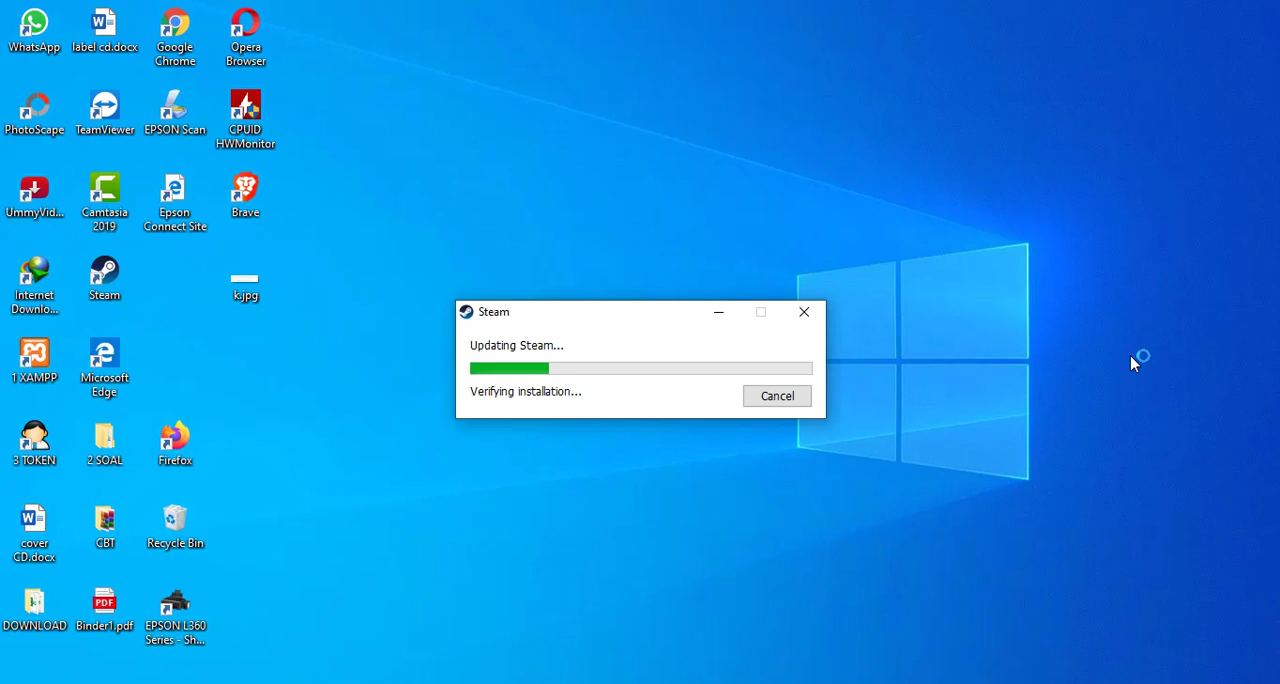 WhatsApp
label cd.docx
Google
Chrome
Opera
Browser
PhotoScape
TeamViewer
EPSON Scan
CPUID
HWMonitor
UmmyVid...
Camtasia
2019
Epson
Connect Site
Brave
Internet
Downlo...
Steam
k.jpg
1 XAMPP
Microsoft
Edge
3 TOKEN
2 SOAL
Firefox
cover
CD.docx
CBT
Recycle Bin
DOWNLOAD
PDF
Binder1.pdf
EPSON L360
Series - Sh...
Steam
Updating Steam...
Verifying installation...
Cancel